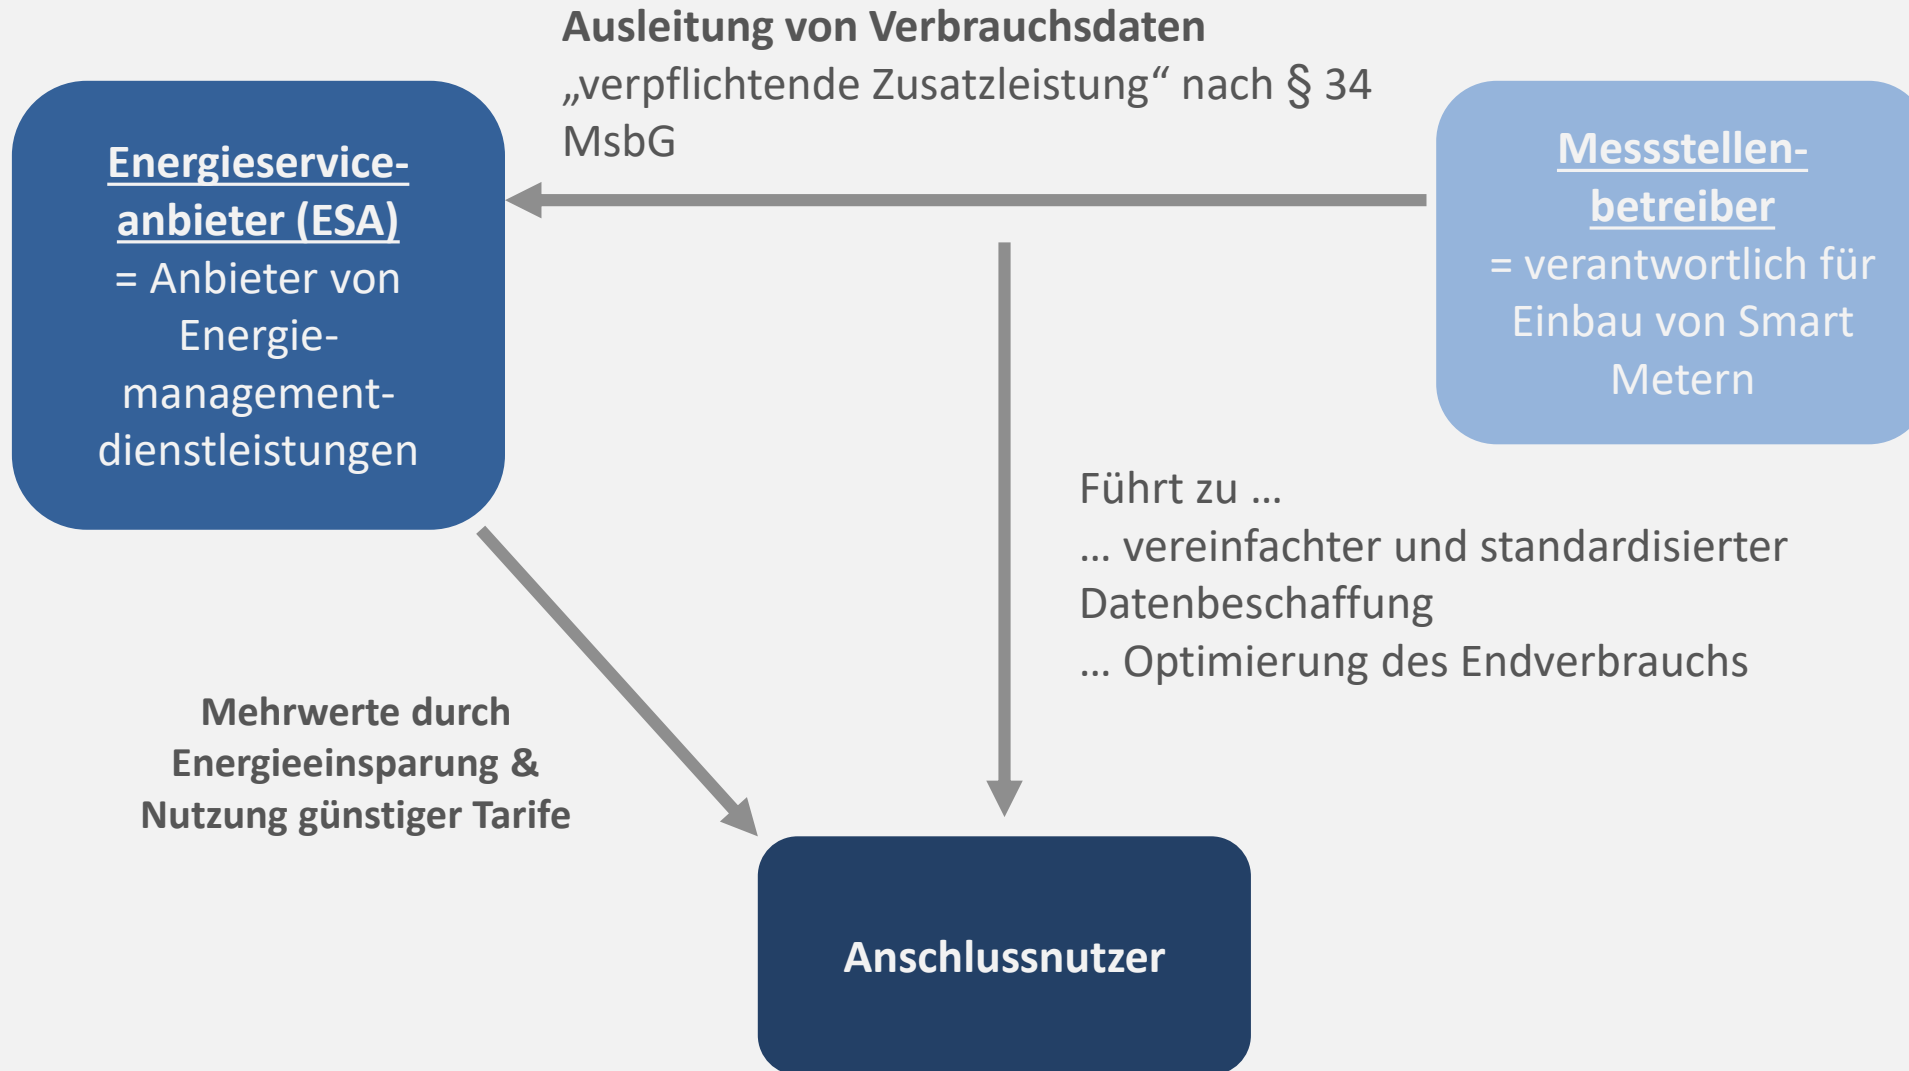 Ausleitung von Verbrauchsdaten
„verpflichtende Zusatzleistung“ nach § 34
MsbG
Energieservice-
anbieter (ESA)
= Anbieter von
Energie-
management-
dienstleistungen
Messstellen-
betreiber
= verantwortlich für
Einbau von Smart
Metern
Führt zu ...
... vereinfachter und standardisierter
Datenbeschaffung
... Optimierung des Endverbrauchs
Mehrwerte durch
Energieeinsparung &
Nutzung günstiger Tarife
Anschlussnutzer